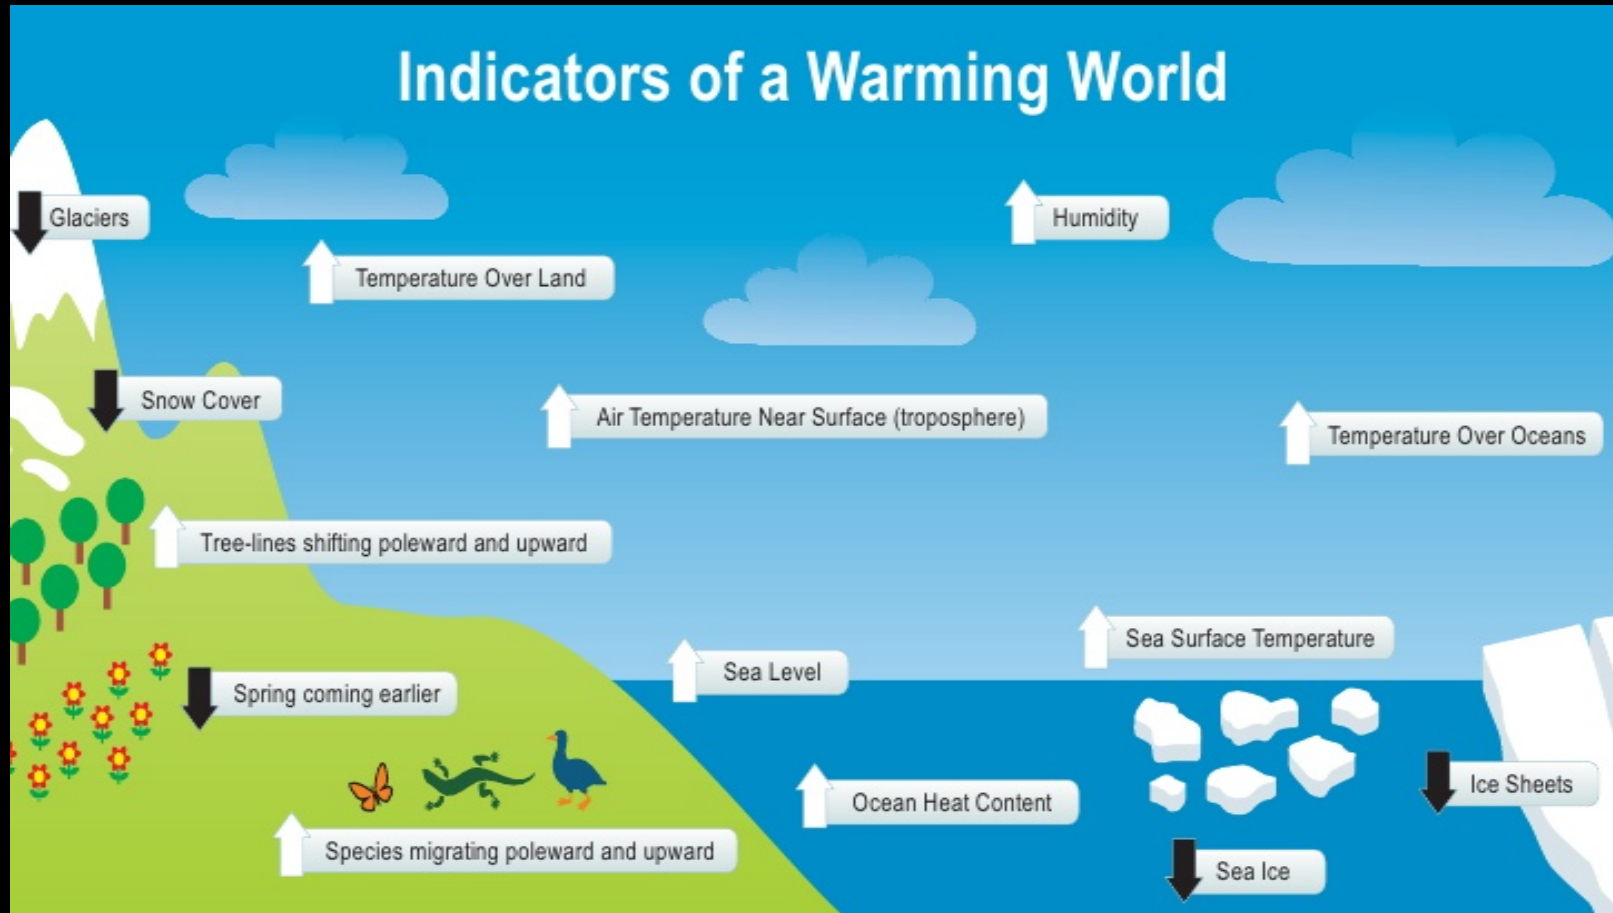 Indicators of a Warming World
Glaciers
Humidity
Temperature Over Land
Snow Cover
Air Temperature Near Surface (troposphere)
Temperature Over Oceans
Tree-lines shifting poleward and upward
Sea Surface Temperature
Sea Level
Spring coming earlier
Ice Sheets
Ocean Heat Content
Species migrating poleward and upward
Sea Ice